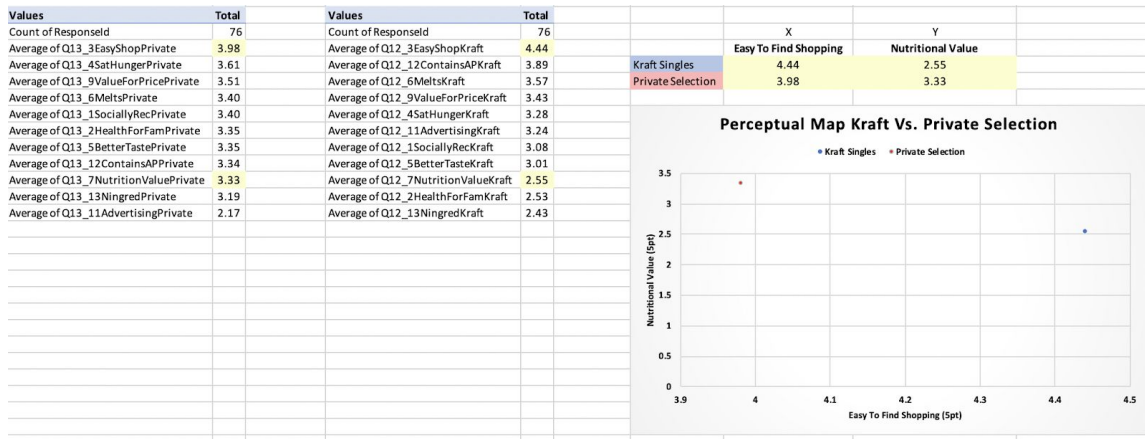 Values Total
Count of ResponseId 76
Average of Q13_3EasyShopPrivate 3.98
Average of Q13_4SatHungerPrivate 3.61
Average of Q13_9ValueForPricePrivate 3.51
Average of Q13_6MeltsPrivate 3.40
Average of Q13_1SociallyRecPrivate 3.40
Average of Q13_2HealthForFamPrivate 3.35
Average of Q13_5BetterTastePrivate 3.35
Average of Q13_12ContainsAPPrivate 3.34
Average of Q13_7NutritionValuePrivate 3.33
Average of Q13_13NingredPrivate 3.19
Average of Q13_11AdvertisingPrivate 2.17
Values Total
Count of ResponseId 76
Average of Q12_3EasyShopKraft 4.44
Average of Q12_12ContainsAPKraft 3.89
Average of Q12_6MeltsKraft 3.57
Average of Q12_9ValueForPriceKraft 3.43
Average of Q12_4SatHungerKraft 3.28
Average of Q12_11AdvertisingKraft 3.24
Average of Q12_1SociallyRecKraft 3.08
Average of Q12_5BetterTasteKraft 3.01
Average of Q12_7NutritionValueKraft 2.55
Average of Q12_2HealthForFamKraft 2.53
Average of Q12_13NingredKraft 2.43
X Y
Easy To Find Shopping Nutritional Value
Kraft Singles 4.44 2.55
Private Selection 3.98 3.33
Perceptual Map Kraft Vs. Private Selection
Kraft Singles Private Selection
3.5
3
2.5
2
1.5
1
0.5
0
Nutritional Value (5pt)
3.9 4 4.1 4.2 4.3 4.4 4.5
Easy To Find Shopping (5pt)